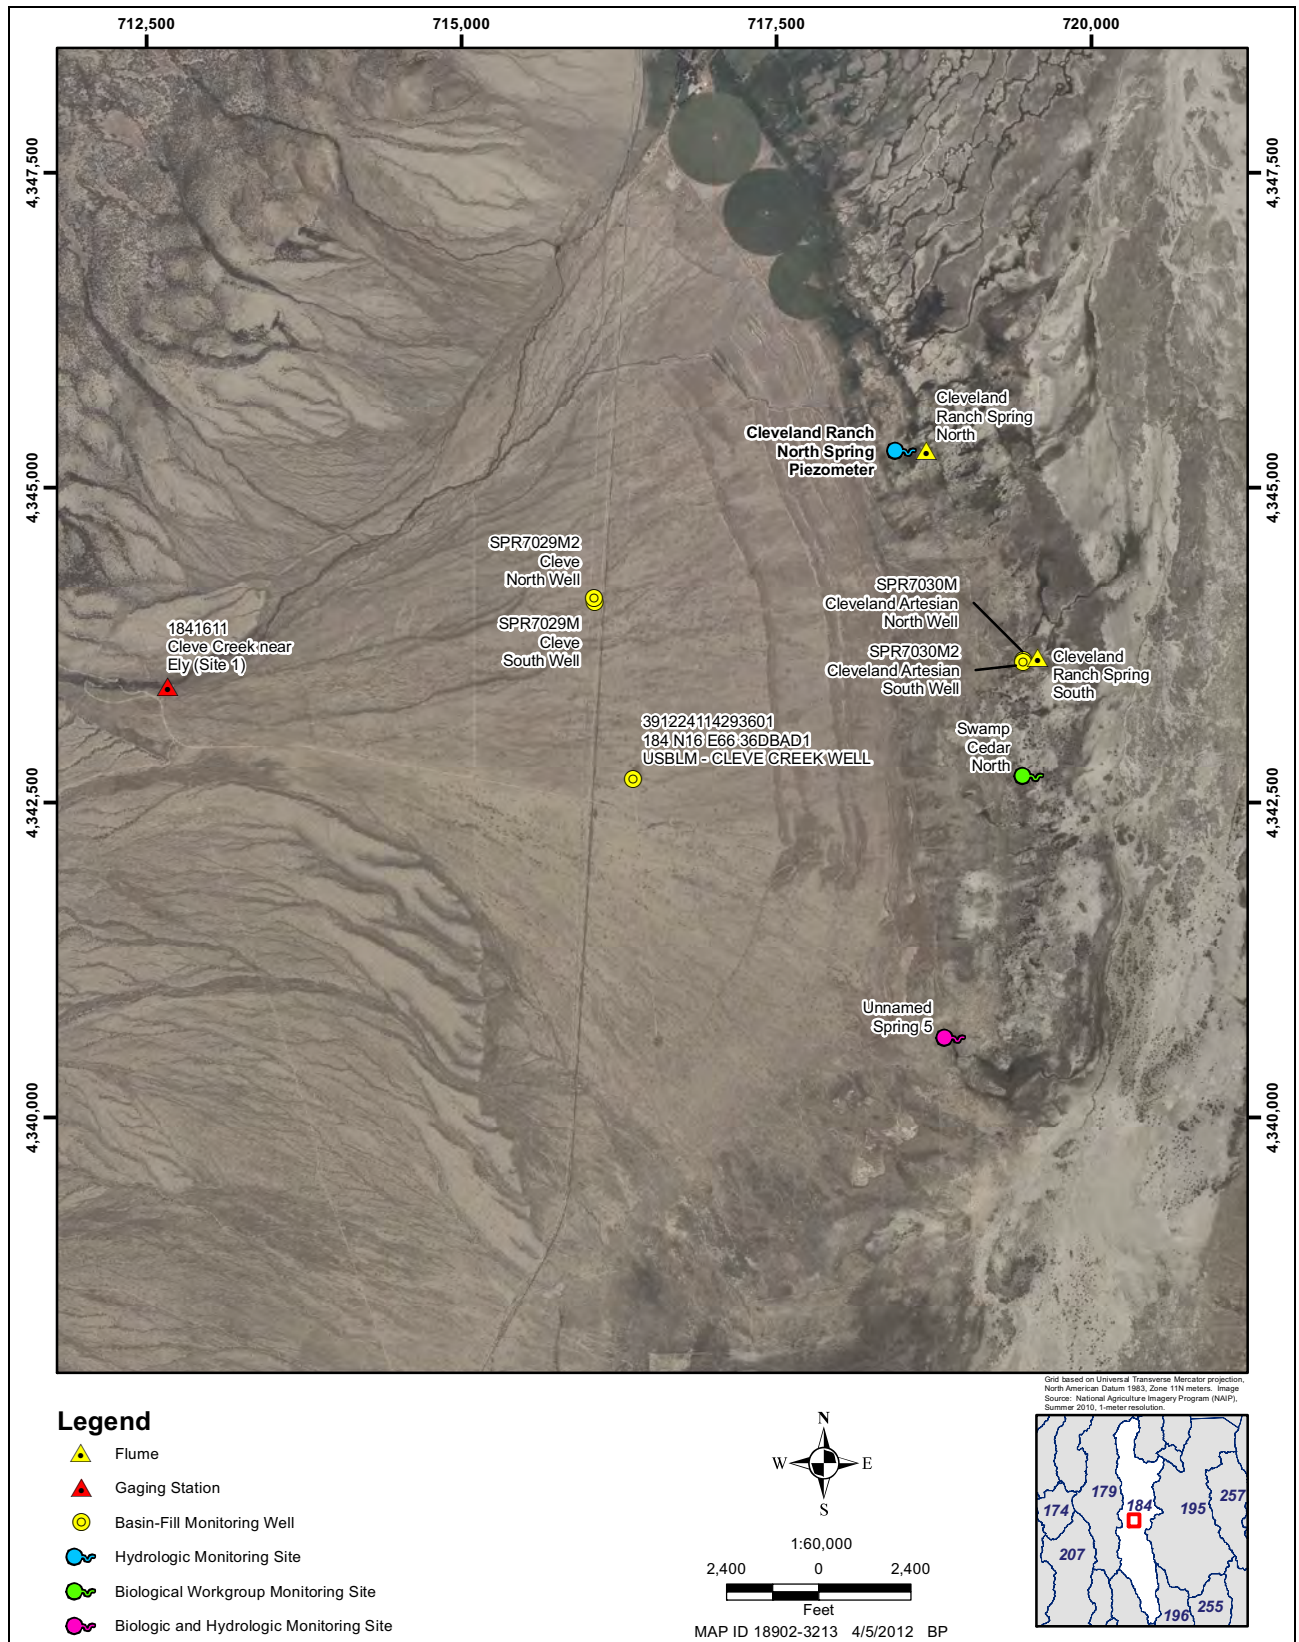 712,500
715,000
717,500
720,000
4,347,500
4,347,500
Cleveland
Ranch Spring
North
Cleveland Ranch
North Spring
Piezometer
4,345,000
4,345,000
SPR7029M2
Cleve
North Well
SPR7029M
Cleve
South Well
SPR7030M
Cleveland Artesian
North Well
SPR7030M2
Cleveland Artesian
South Well
Cleveland
Ranch Spring
South
1841611
Cleve Creek near
Ely (Site 1)
391224114293601
184 N16 E66 36DBAD1
USBLM - CLEVE CREEK WELL
Swamp
Cedar
North
4,342,500
4,342,500
Unnamed
Spring 5
4,340,000
4,340,000
Grid based on Universal Transverse Mercator projection,
North American Datum 1983, Zone 11N meters. Image
Source: National Agriculture Imagery Program (NAIP),
Summer 2010, 1-meter resolution.
Legend
Flume
Gaging Station
Basin-Fill Monitoring Well
Hydrologic Monitoring Site
Biological Workgroup Monitoring Site
Biologic and Hydrologic Monitoring Site
N
W E
S
1:60,000
2,400 0 2,400
Feet
MAP ID 18902-3213 4/5/2012 BP
174
179
184
195
257
207
196
255